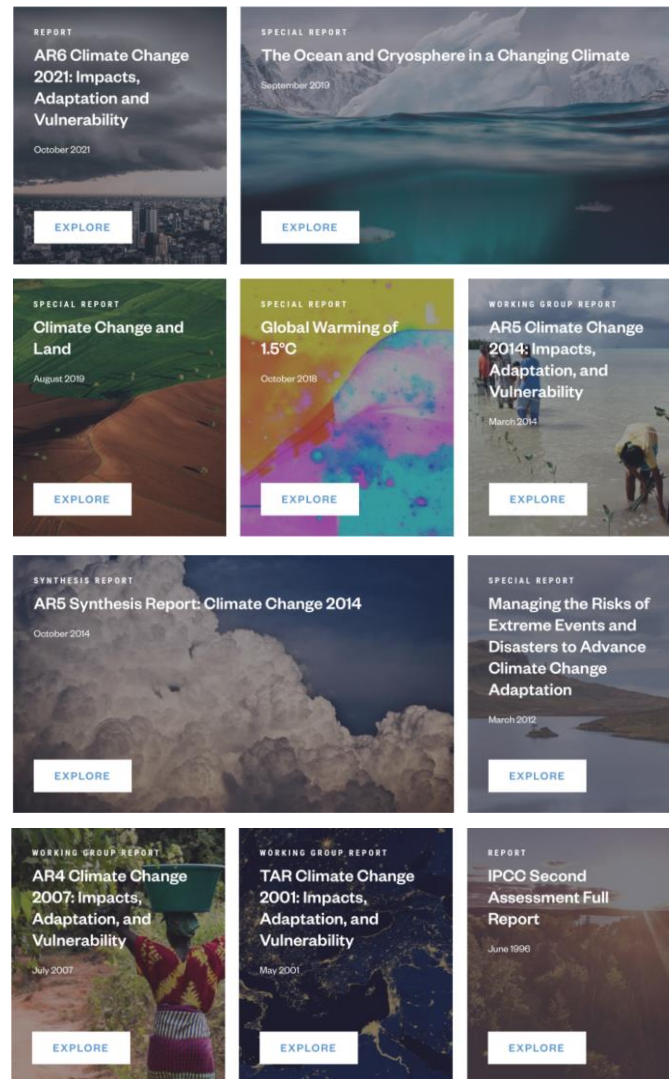 REPORT
AR6 Climate Change
2021: Impacts,
Adaptation and
Vulnerability
October 2021
EXPLORE
SPECIAL REPORT
The Ocean and Cryosphere in a Changing Climate
September 2019
EXPLORE
SPECIAL REPORT
Climate Change and
Land
August 2019
EXPLORE
SPECIAL REPORT
Global Warming of
1.5°C
October 2018
EXPLORE
WORKING GROUP REPORT
AR5 Climate Change
2014: Impacts,
Adaptation, and
Vulnerability
March 2014
EXPLORE
SYNTHESIS REPORT
AR5 Synthesis Report: Climate Change 2014
October 2014
EXPLORE
SPECIAL REPORT
Managing the Risks of
Extreme Events and
Disasters to Advance
Climate Change
Adaptation
March 2012
EXPLORE
WORKING GROUP REPORT
AR4 Climate Change
2007: Impacts,
Adaptation, and
Vulnerability
July 2007
EXPLORE
WORKING GROUP REPORT
TAR Climate Change
2001: Impacts,
Adaptation, and
Vulnerability
May 2001
EXPLORE
REPORT
IPCC Second
Assessment Full
Report
June 1996
EXPLORE